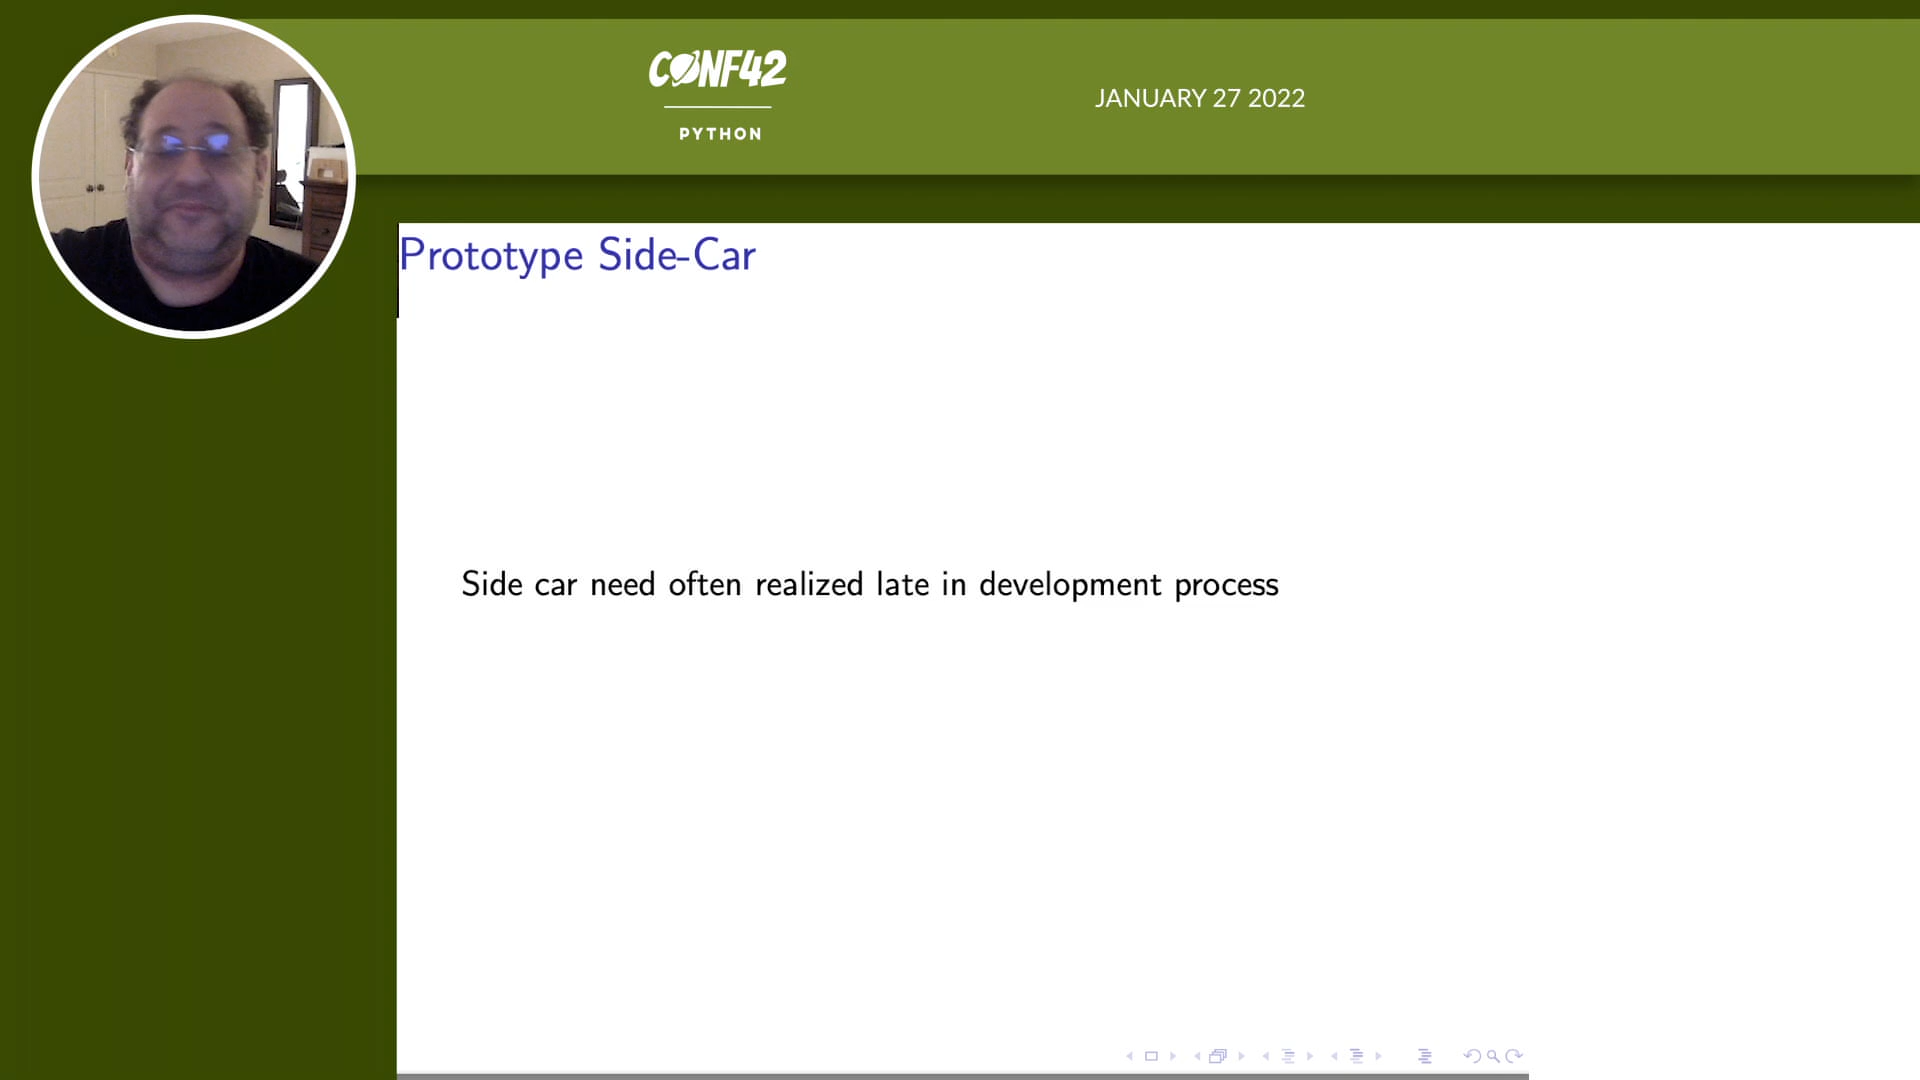 CONF42
PYTHON
JANUARY 27 2022
Prototype Side-Car
Side car need often realized late in development process